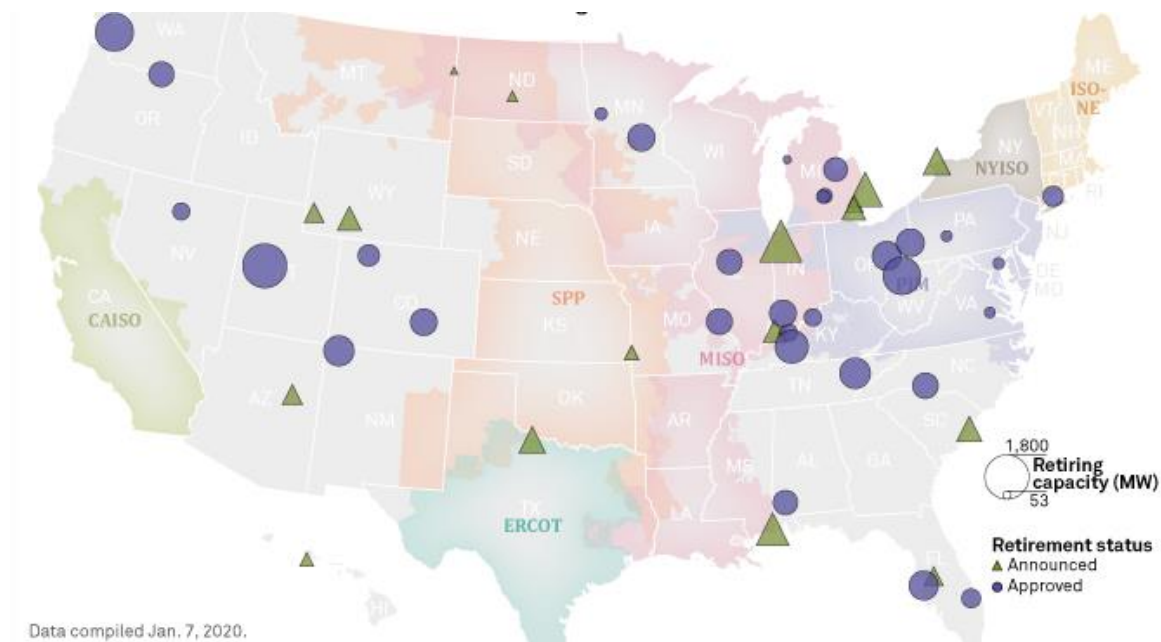 WA
MT
ND
MN
ME
ISO-
NE
OR
ID
VT
NH
NY
NYISO
MA
RI
SD
WI
MI
WY
IA
PA
NJ
NE
NV
IN
DE
MD
CA
CAISO
CO
SPP
KS
MO
PJM
WV
VA
KY
MISO
NC
TN
AZ
NM
OK
AR
SC
MS
AL
GA
1,800
Retiring
capacity (MW)
53
TX
ERCOT
LA
Retirement status
Announced
Approved
FL
HI
Data compiled Jan. 7, 2020.